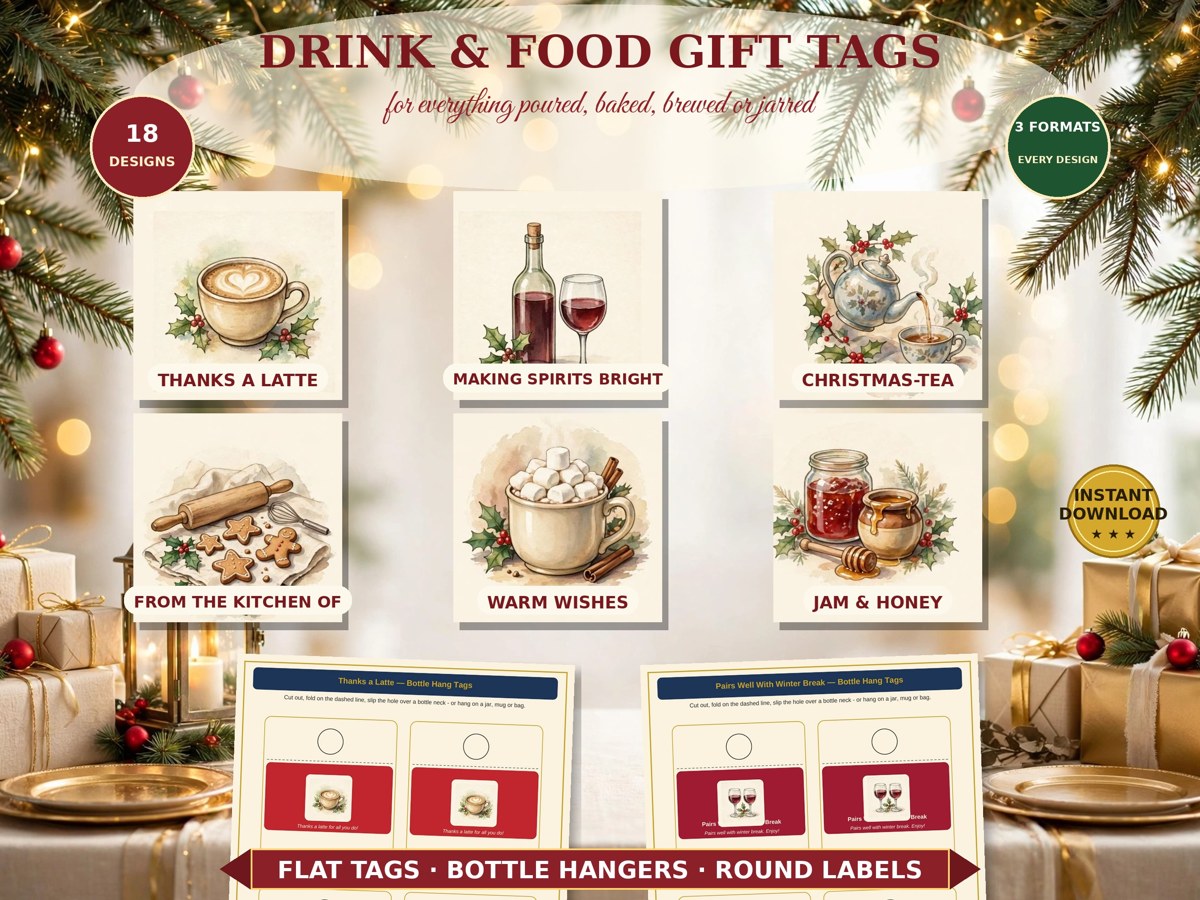 DRINK & FOOD GIFT TAGS
for everything poured, baked, brewed or jarred
18
DESIGNS
3 FORMATS
EVERY DESIGN
THANKS A LATTE
MAKING SPIRITS BRIGHT
CHRISTMAS-TEA
INSTANT
DOWNLOAD
FROM THE KITCHEN OF
WARM WISHES
JAM & HONEY
Thanks a Latte — Bottle Hang Tags
Cut out, fold on the dashed line, slip the hole over a bottle neck - or hang on a jar, mug or bag.
Thanks a latte for all you do!
Thanks a latte for all you do!
Pairs Well With Winter Break — Bottle Hang Tags
Cut out, fold on the dashed line, slip the hole over a bottle neck - or hang on a jar, mug or bag.
Pairs Break
Pairs well with winter break. Enjoy!
Pairs Break
Pairs well with winter break. Enjoy!
FLAT TAGS · BOTTLE HANGERS · ROUND LABELS